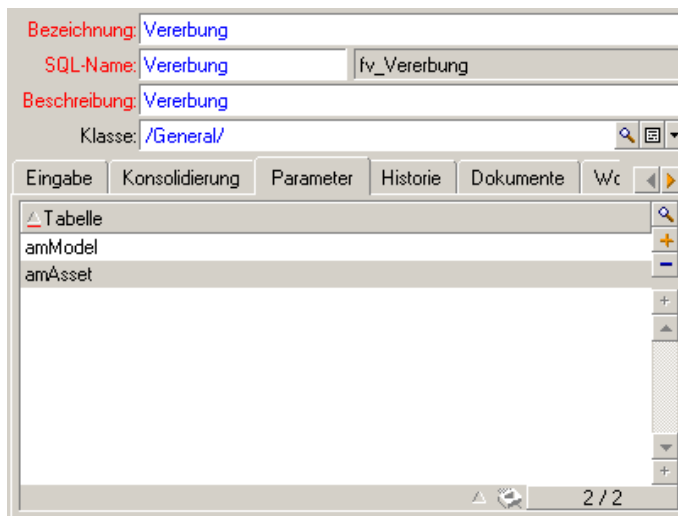 Bezeichnung: Vererbung
SQL-Name: Vererbung fv_Vererbung
Beschreibung: Vererbung
Klasse: /General/
Eingabe Konsolidierung Parameter Historie Dokumente
Tabelle
amModel
amAsset
2 / 2